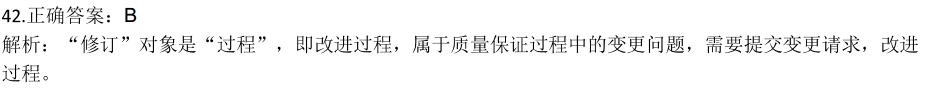 42.正确答案：B
解析：“修订”对象是“过程”，即改进过程，属于质量保证过程中的变更问题，需要提交变更请求，改进
过程。